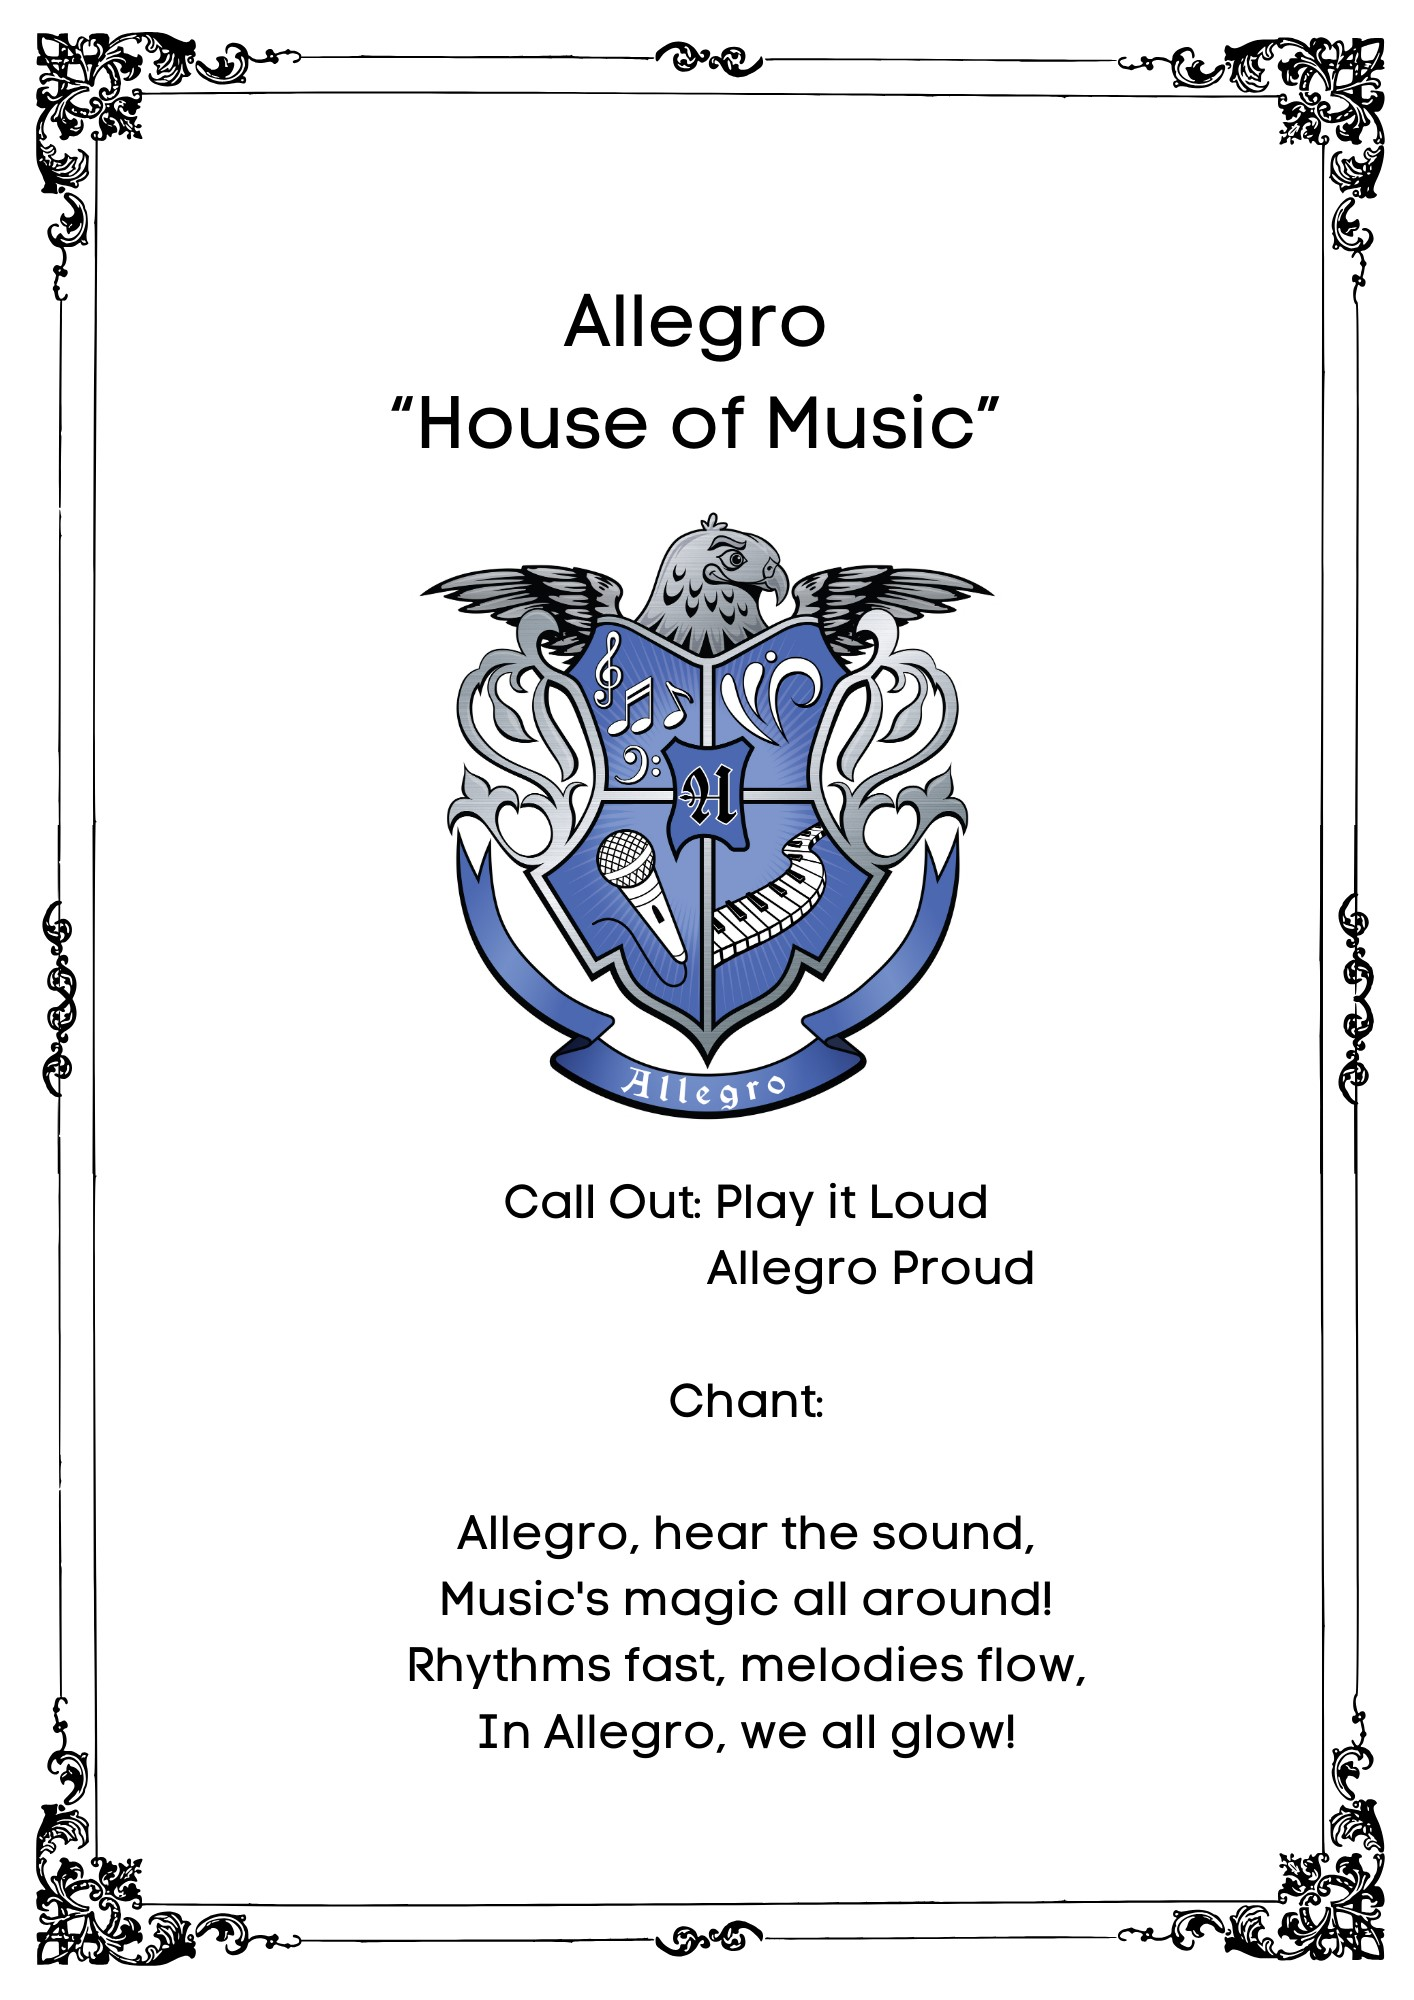 Allegro
“House of Music”
A
Allegro
Call Out: Play it Loud
Allegro Proud
Chant:
Allegro, hear the sound,
Music's magic all around!
Rhythms fast, melodies flow,
In Allegro, we all glow!